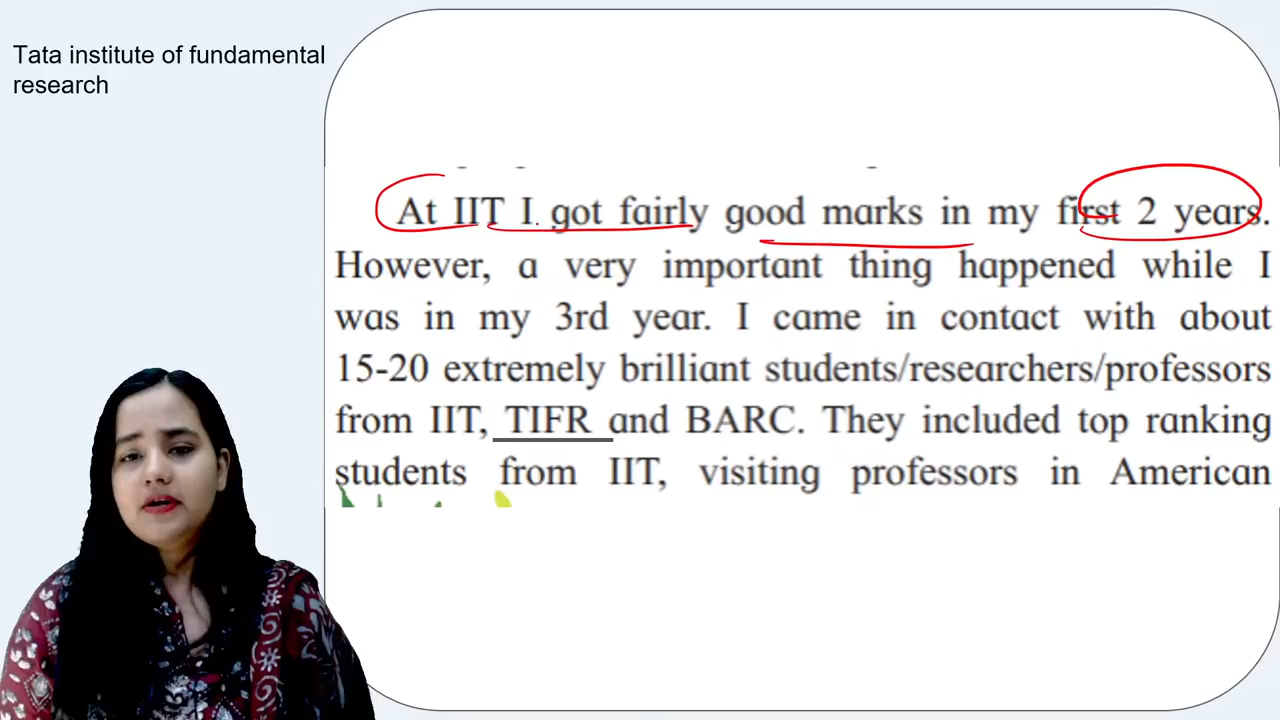 Tata institute of fundamental
research
At IIT I got fairly good marks in my first 2 years.
However, a very important thing happened while I
was in my 3rd year. I came in contact with about
15-20 extremely brilliant students/researchers/professors
from IIT, TIFR and BARC. They included top ranking
students from IIT, visiting professors in American